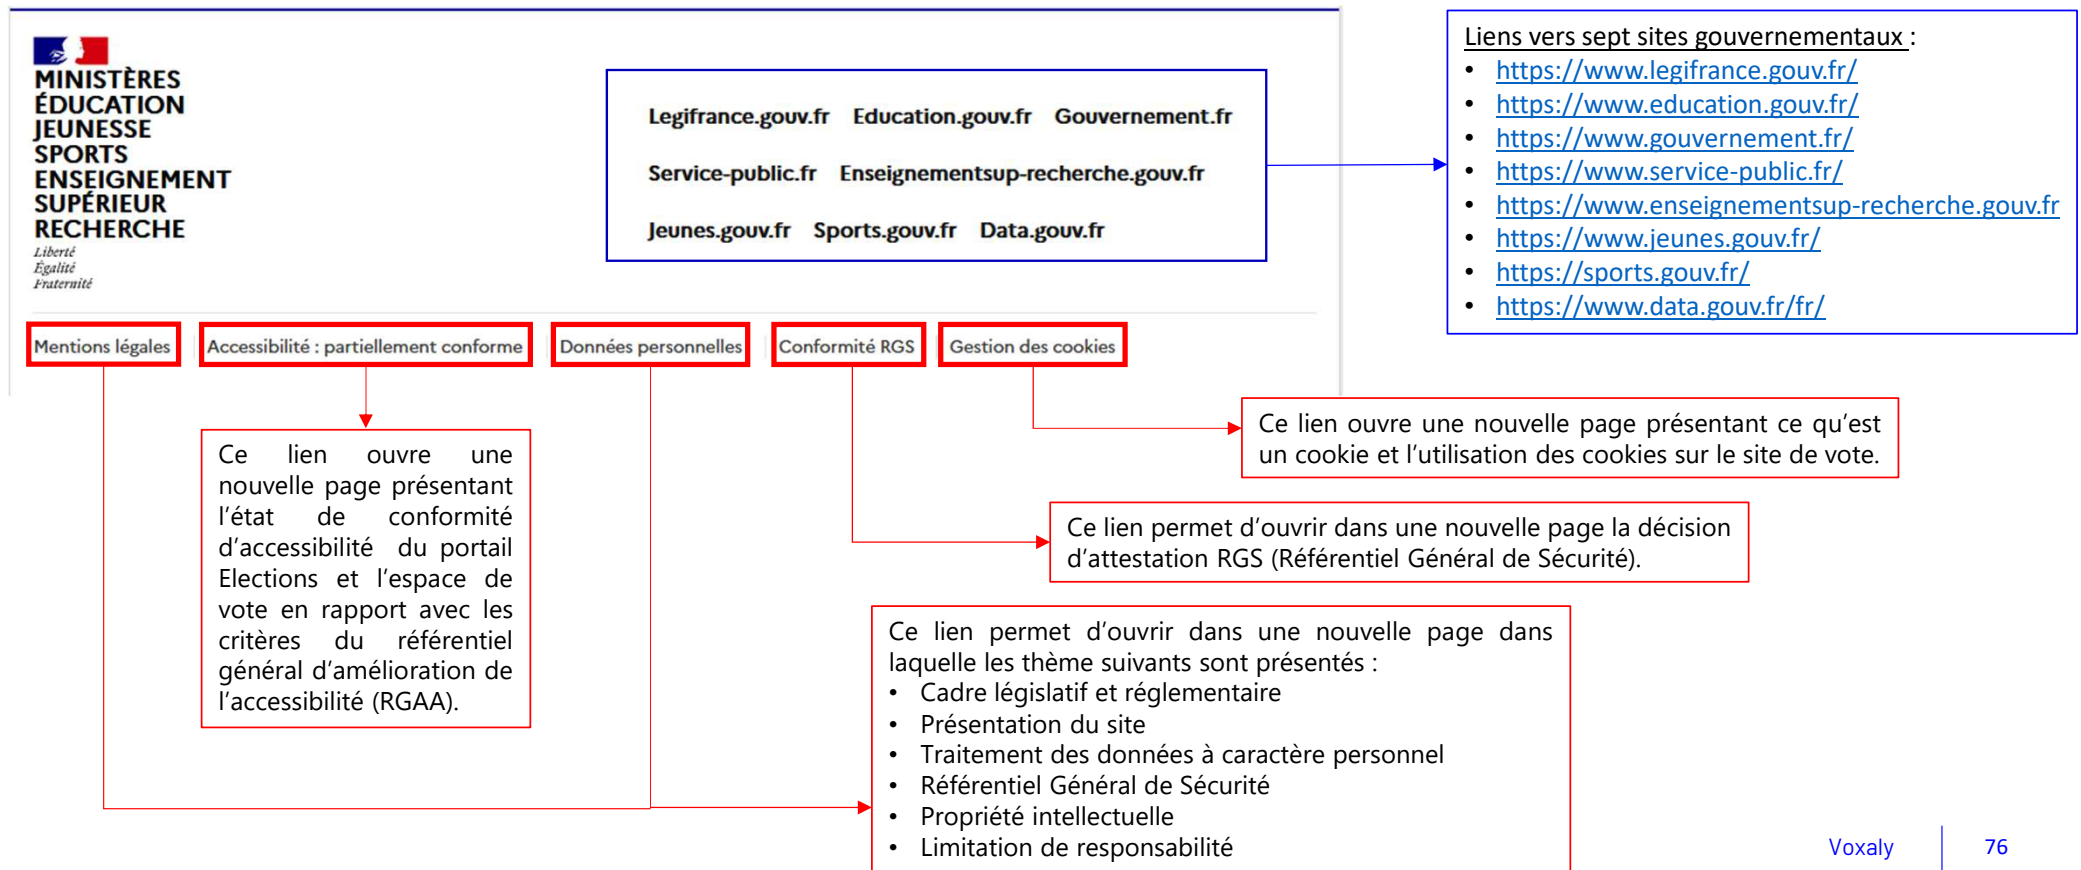 MINISTÈRES
ÉDUCATION
JEUNESSE
SPORTS
ENSEIGNEMENT
SUPÉRIEUR
RECHERCHE
Liberté
Égalité
Fraternité
Legifrance.gouv.fr Education.gouv.fr Gouvernement.fr
Service-public.fr Enseignementsup-recherche.gouv.fr
Jeunes.gouv.fr Sports.gouv.fr Data.gouv.fr
Liens vers sept sites gouvernementaux :
• https://www.legifrance.gouv.fr/
• https://www.education.gouv.fr/
• https://www.gouvernement.fr/
• https://www.service-public.fr/
• https://www.enseignementsup-recherche.gouv.fr
• https://www.jeunes.gouv.fr/
• https://sports.gouv.fr/
• https://www.data.gouv.fr/fr/
Mentions légales Accessibilité : partiellement conforme Données personnelles Conformité RGS Gestion des cookies
Ce lien ouvre une nouvelle page présentant ce qu'est
un cookie et l'utilisation des cookies sur le site de vote.
Ce lien ouvre une
nouvelle page présentant
l'état de conformité
d'accessibilité du portail
Elections et l'espace de
vote en rapport avec les
critères du référentiel
général d'amélioration de
l'accessibilité (RGAA).
Ce lien permet d'ouvrir dans une nouvelle page la décision
d'attestation RGS (Référentiel Général de Sécurité).
Ce lien permet d'ouvrir dans une nouvelle page dans
laquelle les thème suivants sont présentés :
• Cadre législatif et réglementaire
• Présentation du site
• Traitement des données à caractère personnel
• Référentiel Général de Sécurité
• Propriété intellectuelle
• Limitation de responsabilité
Voxaly 76